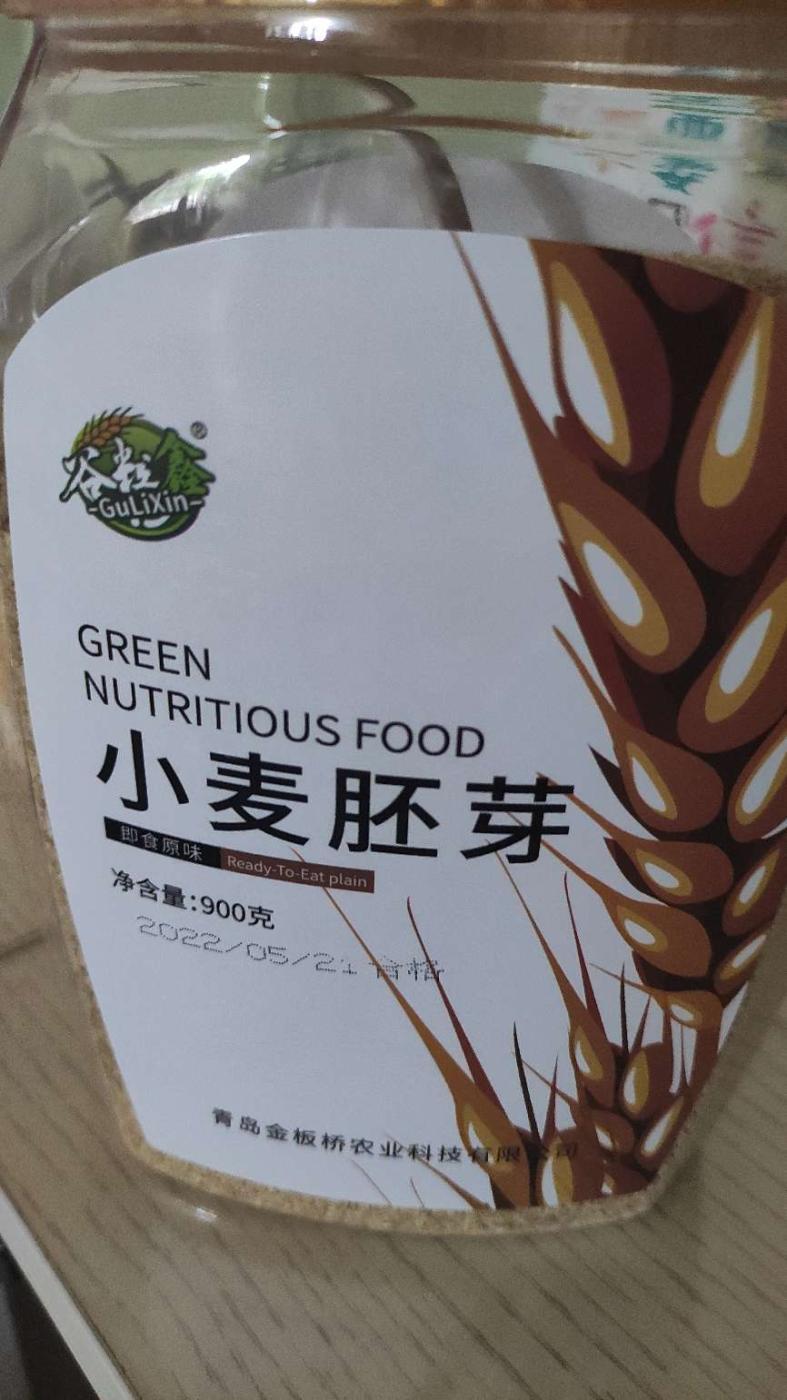 谷粒鑫®
-GuLiXin-
GREEN
NUTRITIOUS FOOD
小麦胚芽
即食原味 Ready-To-Eat plain
净含量:900克
2022/05/21 合格
青岛金板桥农业科技有限公司